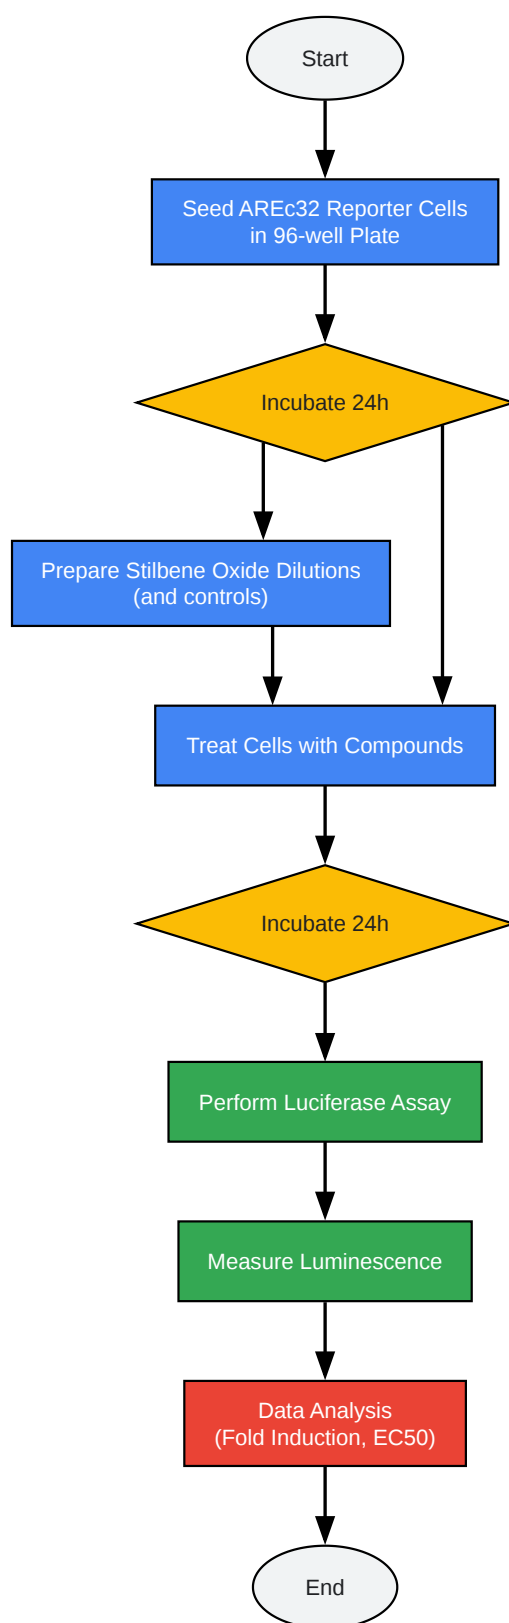 Start
Seed AREc32 Reporter Cells
in 96-well Plate
Incubate 24h
Prepare Stilbene Oxide Dilutions
(and controls)
Treat Cells with Compounds
Incubate 24h
Perform Luciferase Assay
Measure Luminescence
Data Analysis
(Fold Induction, EC50)
End